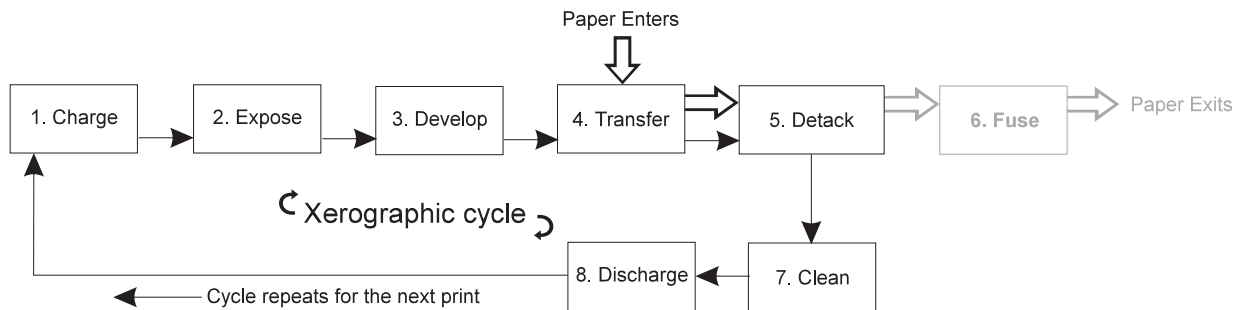 Paper Enters
1. Charge
2. Expose
3. Develop
4. Transfer
5. Detack
6. Fuse
Paper Exits
Xerographic cycle
8. Discharge
7. Clean
Cycle repeats for the next print